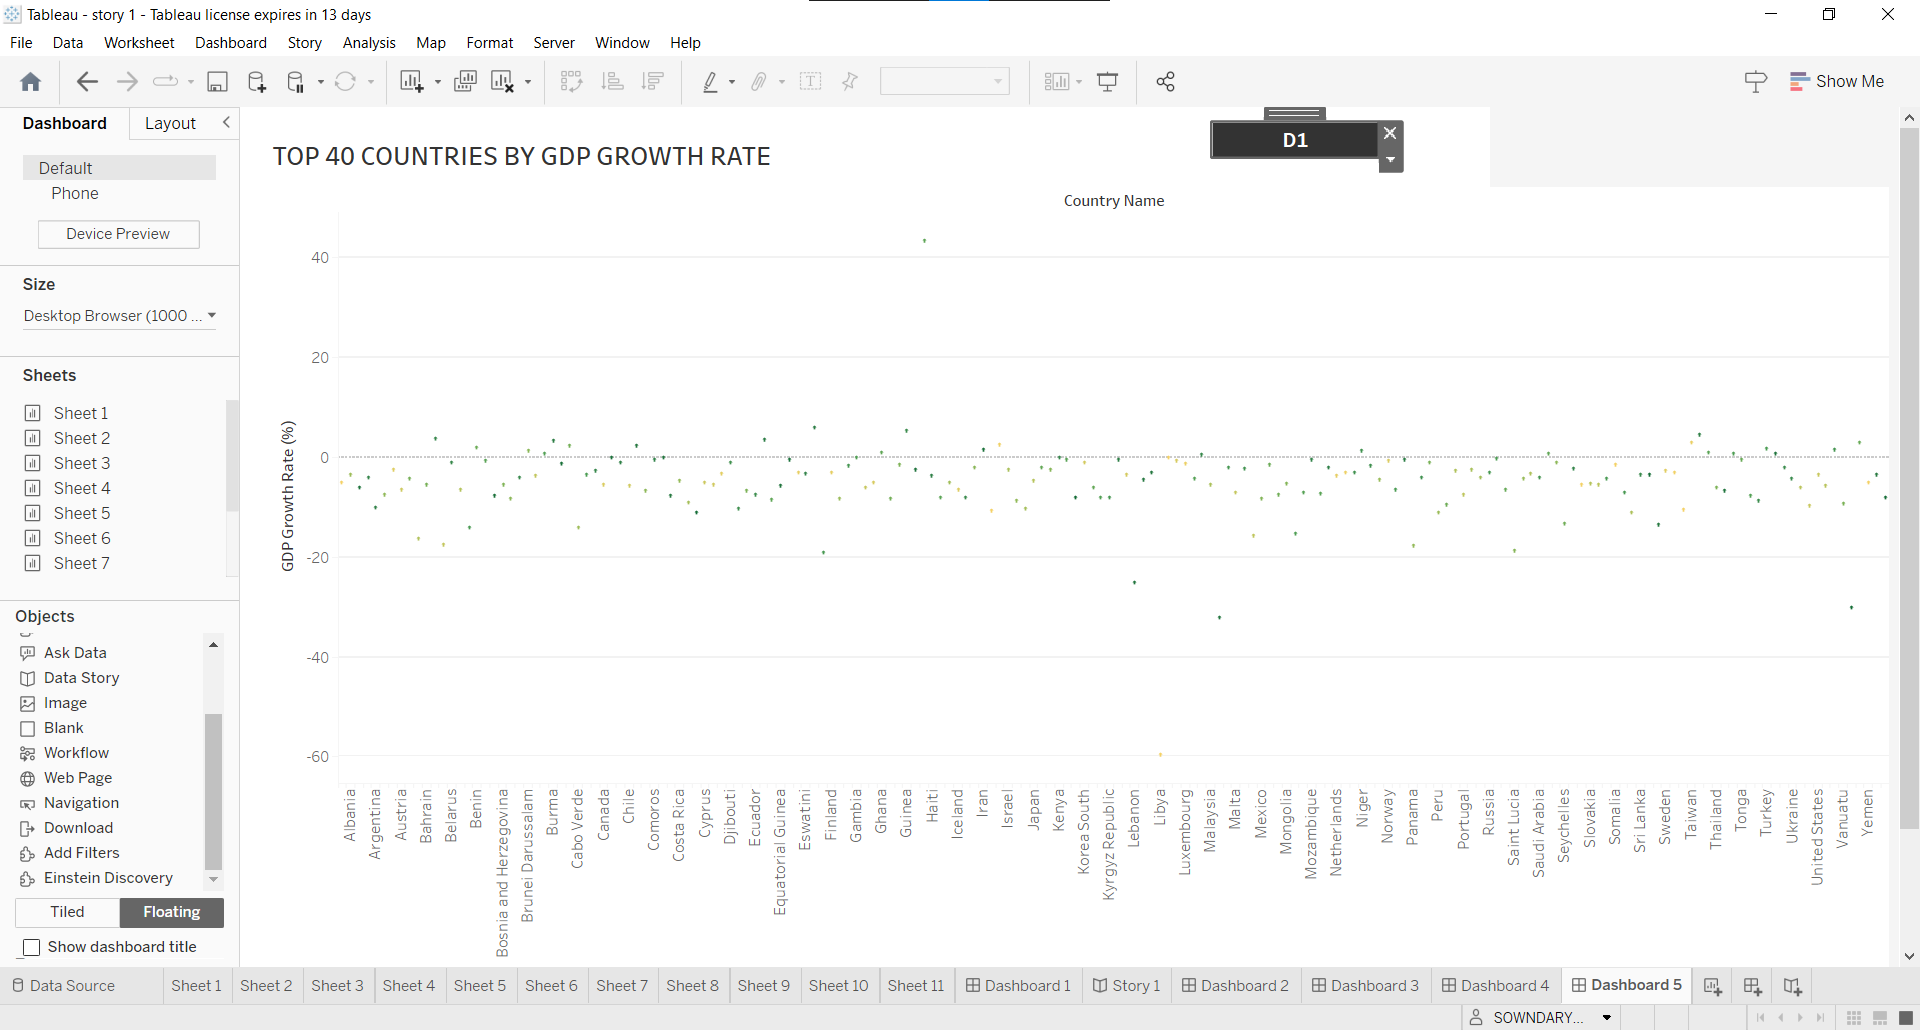 Tableau - story 1 - Tableau license expires in 13 days
File Data Worksheet Dashboard Story Analysis Map Format Server Window Help
Show Me
Dashboard Layout
Default
Phone
Device Preview
Size
Desktop Browser (1000 ...
Sheets
Sheet 1
Sheet 2
Sheet 3
Sheet 4
Sheet 5
Sheet 6
Sheet 7
Objects
Ask Data
Data Story
Image
Blank
Workflow
Web Page
Navigation
Download
Add Filters
Einstein Discovery
Tiled Floating
Show dashboard title
TOP 40 COUNTRIES BY GDP GROWTH RATE
D1
Country Name
GDP Growth Rate (%)
40
20
0
-20
-40
-60
Albania
Argentina
Austria
Bahrain
Belarus
Benin
Bosnia and Herzegovina
Brunei Darussalam
Burma
Cabo Verde
Canada
Chile
Comoros
Costa Rica
Cyprus
Djibouti
Ecuador
Equatorial Guinea
Eswatini
Finland
Gambia
Ghana
Guinea
Haiti
Iceland
Iran
Israel
Japan
Kenya
Korea South
Kyrgyz Republic
Lebanon
Libya
Luxembourg
Malaysia
Malta
Mexico
Mongolia
Mozambique
Netherlands
Niger
Norway
Panama
Peru
Portugal
Russia
Saint Lucia
Saudi Arabia
Seychelles
Slovakia
Somalia
Sri Lanka
Sweden
Taiwan
Thailand
Tonga
Turkey
Ukraine
United States
Vanuatu
Yemen
Data Source Sheet 1 Sheet 2 Sheet 3 Sheet 4 Sheet 5 Sheet 6 Sheet 7 Sheet 8 Sheet 9 Sheet 10 Sheet 11 Dashboard 1 Story 1 Dashboard 2 Dashboard 3 Dashboard 4 Dashboard 5
SOWNDARY...